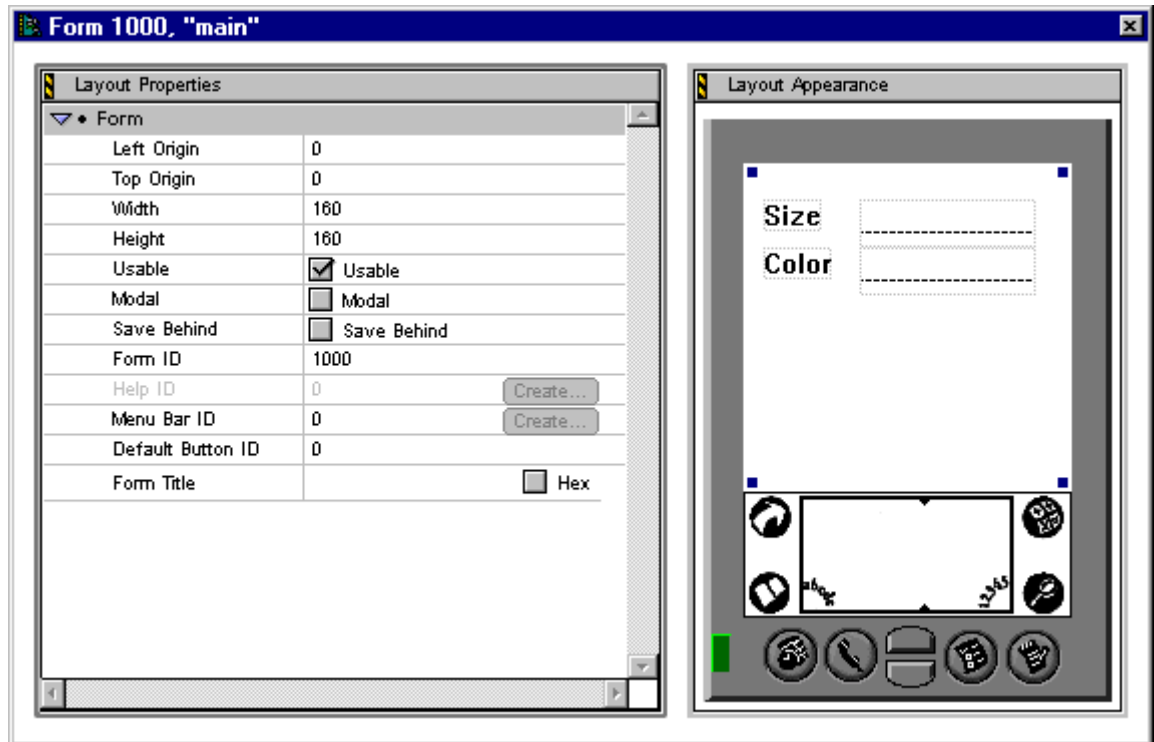 Form 1000, "main"
Layout Properties
• Form
Left Origin 0
Top Origin 0
Width 160
Height 160
Usable Usable
Modal Modal
Save Behind Save Behind
Form ID 1000
Help ID 0 Create...
Menu Bar ID 0 Create...
Default Button ID 0
Form Title Hex
Layout Appearance
Size
Color
12345